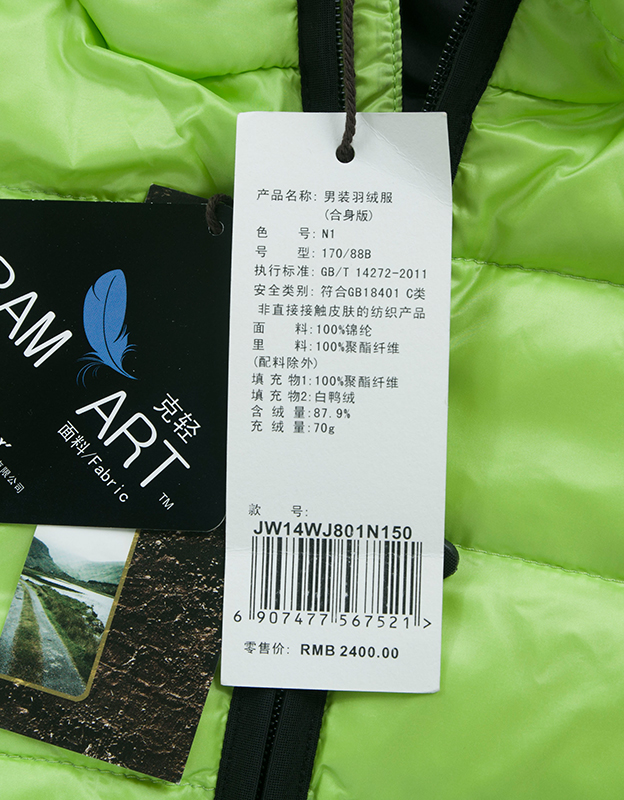 产品名称: 男装羽绒服
(合身版)
色 号: N1
号 型: 170/88B
执行标准: GB/T 14272-2011
安全类别: 符合GB18401 C类
非直接接触皮肤的纺织产品
面 料: 100%锦纶
里 料: 100%聚酯纤维
(配料除外)
填 充 物1: 100%聚酯纤维
填 充 物2: 白鸭绒
含 绒 量: 87.9%
充 绒 量: 70g
款 号:
JW14WJ801N150
6 907477 567521 >
零售价: RMB 2400.00
RAM
ART™
克轻
面料/Fabric
有限公司